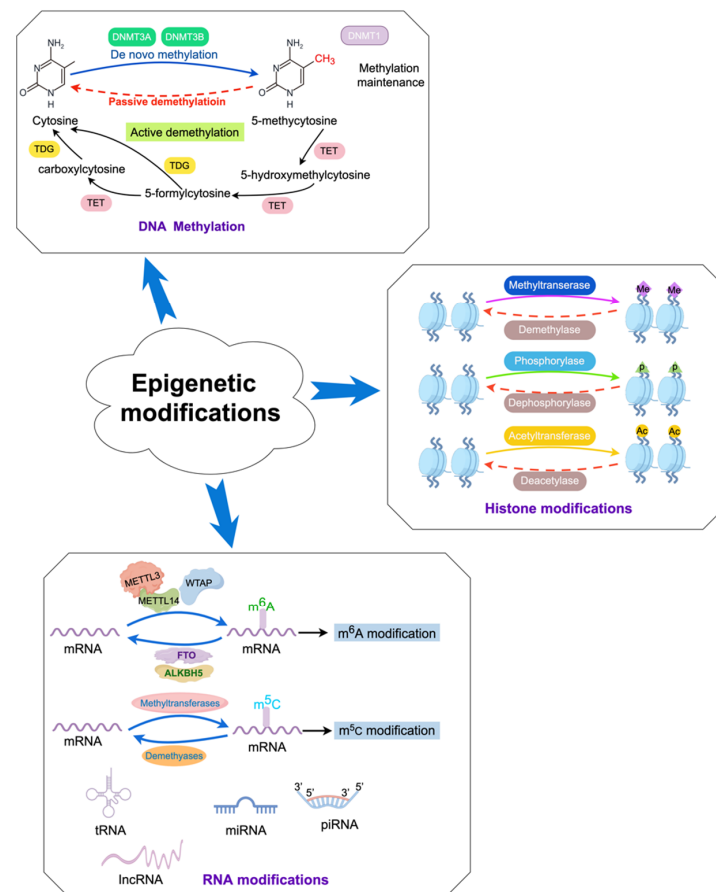 DNMT3A DNMT3B
De novo methylation
DNMT1
Methylation
maintenance
NH₂
N
O
N
H
NH₂
CH₃
N
O
N
H
Passive demethylatioin
Cytosine
5-methycytosine
Active demethylation
TDG
TDG
TET
carboxylcytosine
5-hydroxymethylcytosine
5-formylcytosine
TET
TET
DNA Methylation
Epigenetic
modifications
Methyltranserase
Me Me
Demethylase
Phosphorylase
p p
Dephosphorylase
Acetyltransferase
Ac Ac
Deacetylase
Histone modifications
METTL3
WTAP
METTL14
m⁶A
mRNA
mRNA
m⁶A modification
FTO
ALKBH5
Methyltransferases
m⁵C
mRNA
mRNA
m⁵C modification
Demethyases
3’ 5’ 3’ 5’
tRNA
miRNA
piRNA
lncRNA
RNA modifications